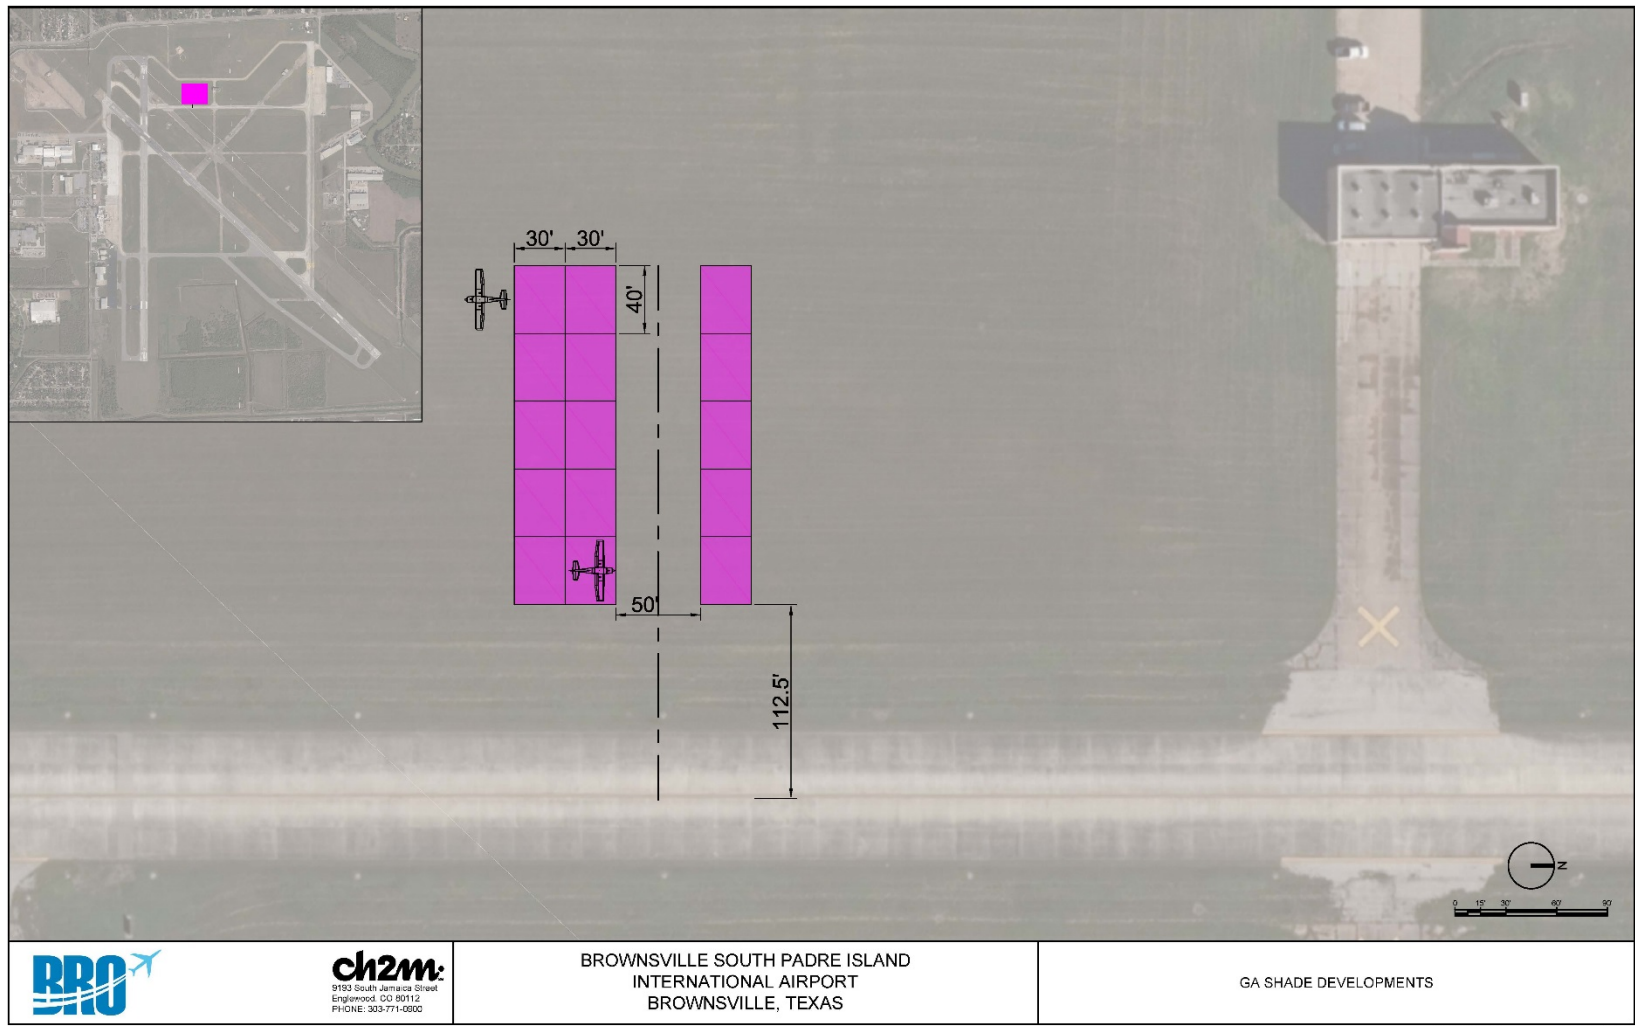 30' 30'
40'
50'
112.5'
N
0 15' 30' 60' 90'
BRO
ch2m:
9193 South Jamaica Street
Englewood, CO 80112
PHONE: 303-771-0900
BROWNSVILLE SOUTH PADRE ISLAND
INTERNATIONAL AIRPORT
BROWNSVILLE, TEXAS
GA SHADE DEVELOPMENTS